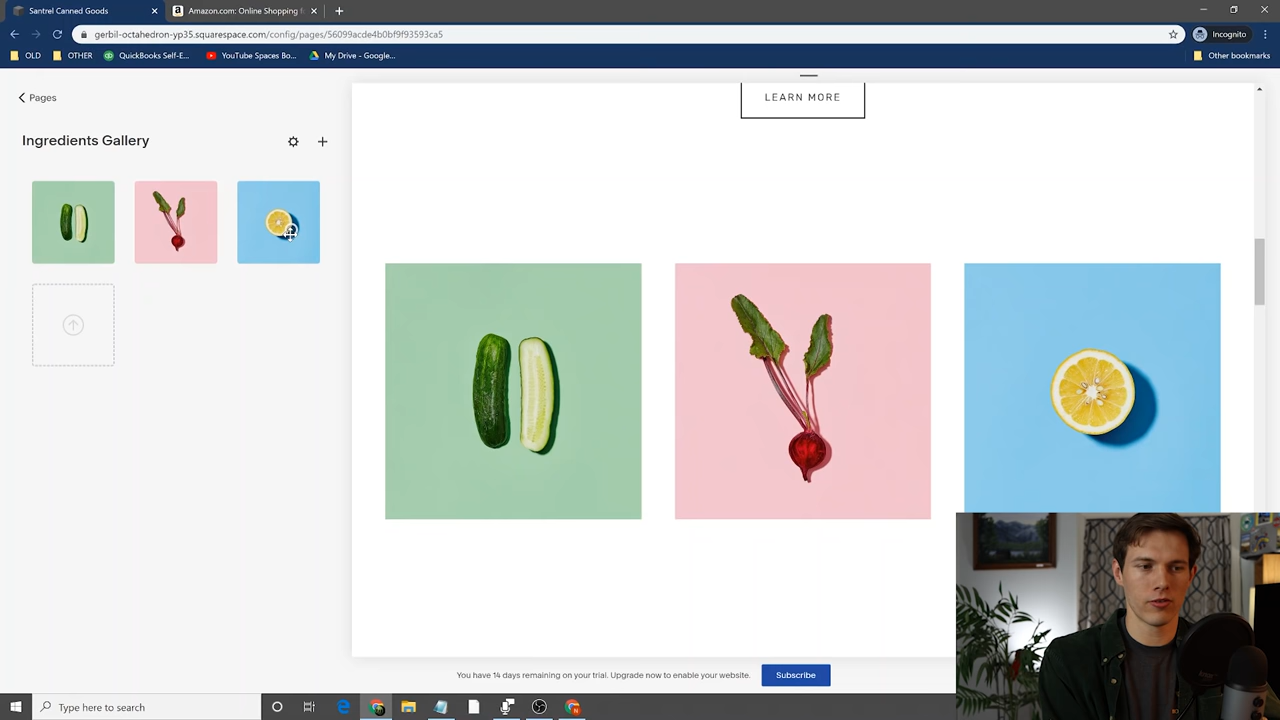 Santrel Canned Goods
Amazon.com: Online Shopping f
gerbil-octahedron-yp35.squarespace.com/config/pages/56099acde4b0bf9f93593ca5
Incognito
OLD
OTHER
QuickBooks Self-E...
YouTube Spaces Bo...
My Drive - Google...
Other bookmarks
Pages
LEARN MORE
Ingredients Gallery
You have 14 days remaining on your trial. Upgrade now to enable your website.
Subscribe
Type here to search